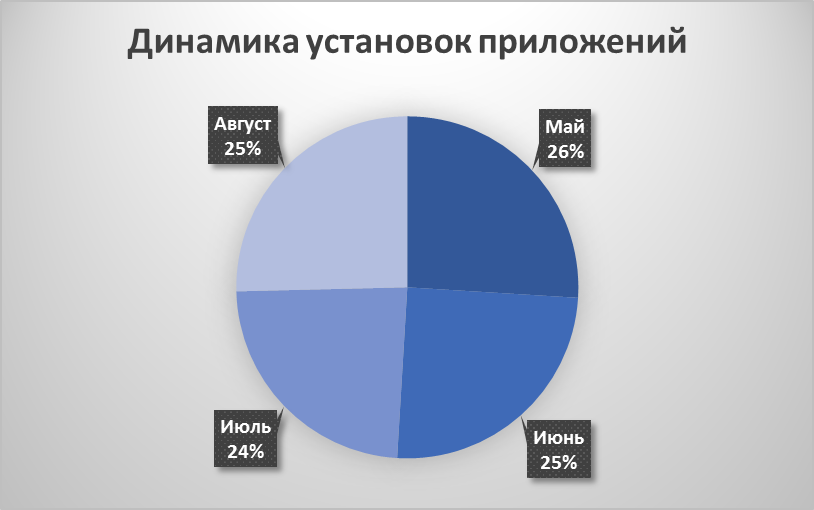 Динамика установок приложений
Август
25%
Май
26%
Июль
24%
Июнь
25%